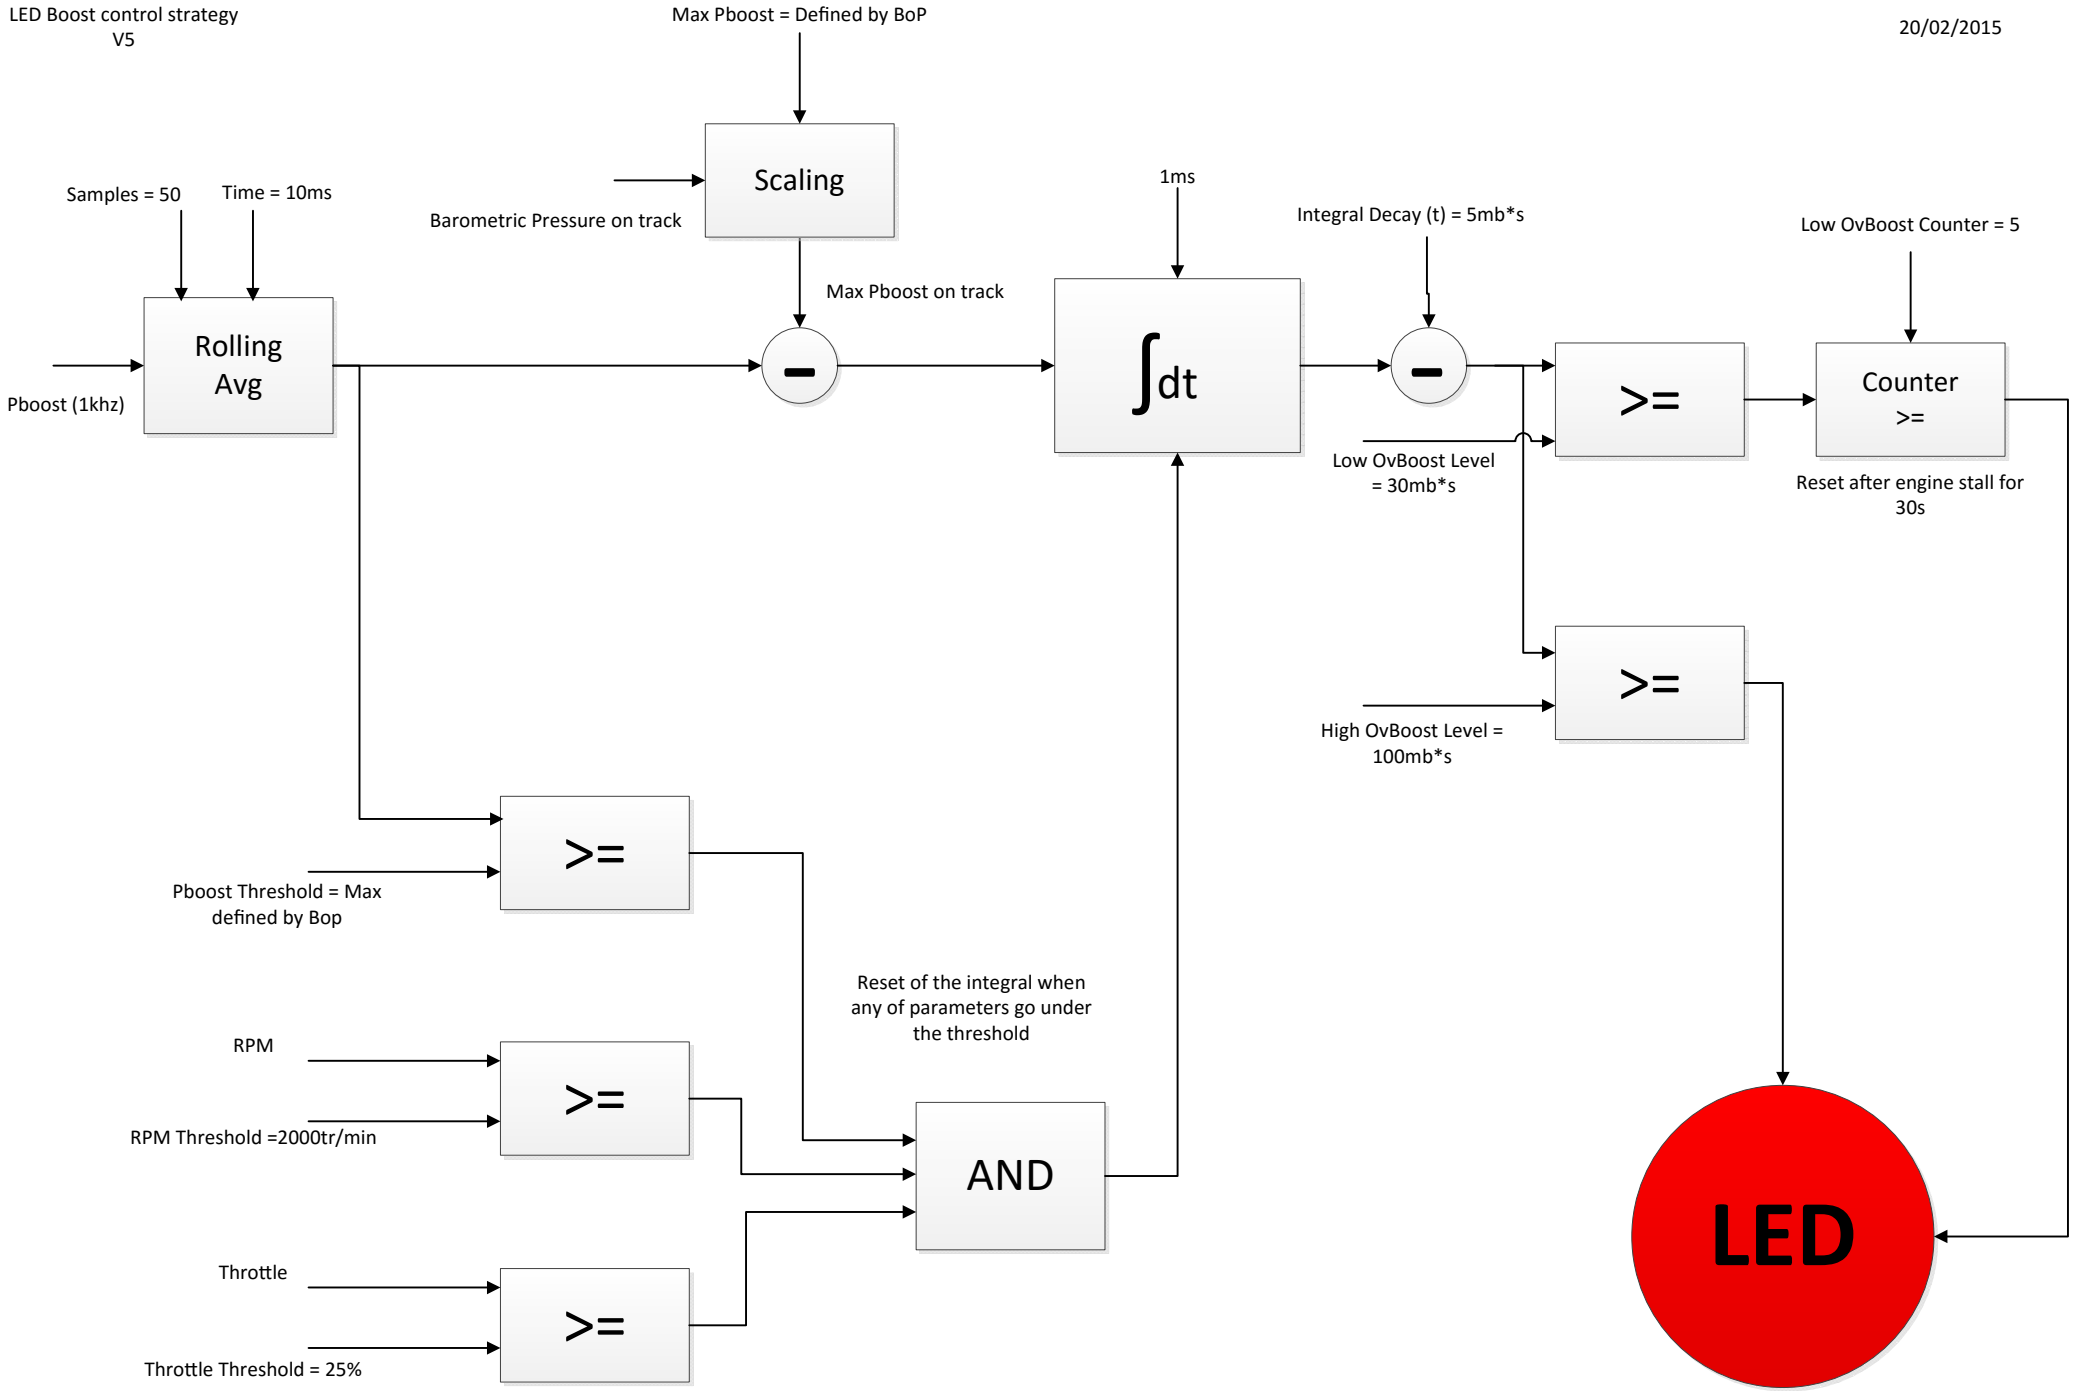 LED Boost control strategy
V5
Max Pboost = Defined by BoP
20/02/2015
Scaling
Barometric Pressure on track
Samples = 50
Time = 10ms
1ms
Integral Decay (t) = 5mb*s
Low OvBoost Counter = 5
Max Pboost on track
Rolling
Avg
Pboost (1khz)
-
∫dt
-
>=
Counter
>=
Low OvBoost Level
= 30mb*s
Reset after engine stall for
30s
>=
High OvBoost Level =
100mb*s
>=
Pboost Threshold = Max
defined by Bop
Reset of the integral when
any of parameters go under
the threshold
RPM
>=
RPM Threshold =2000tr/min
AND
LED
Throttle
>=
Throttle Threshold = 25%